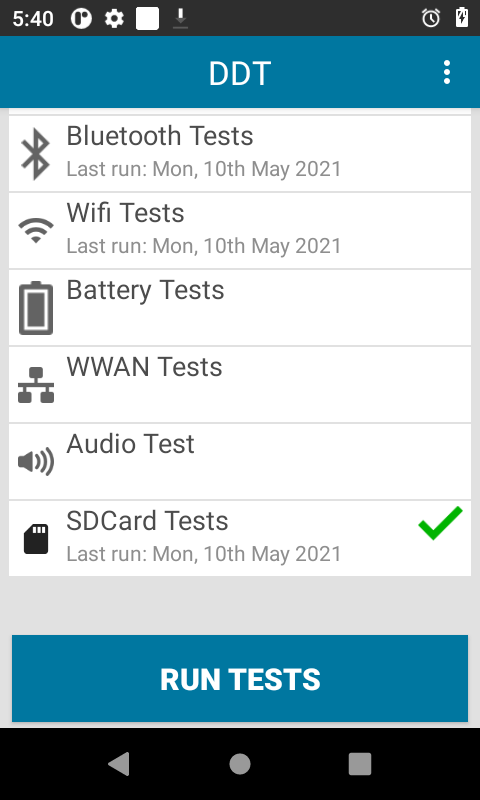 5:40
DDT
Bluetooth Tests
Last run: Mon, 10th May 2021
Wifi Tests
Last run: Mon, 10th May 2021
Battery Tests
WWAN Tests
Audio Test
SDCard Tests
Last run: Mon, 10th May 2021
RUN TESTS